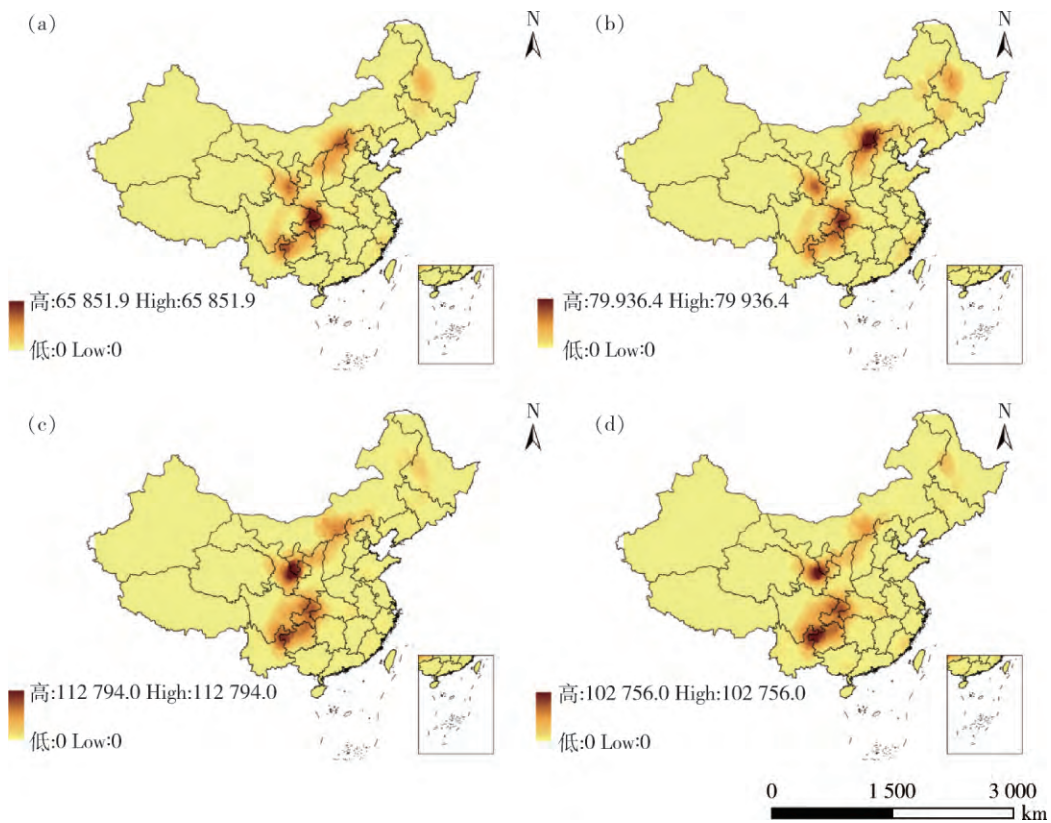 (a)
N
高:65 851.9 High:65 851.9
低:0 Low:0
(b)
N
高:79.936.4 High:79 936.4
低:0 Low:0
(c)
N
高:112 794.0 High:112 794.0
低:0 Low:0
(d)
N
高:102 756.0 High:102 756.0
低:0 Low:0
0 1 500 3 000
km